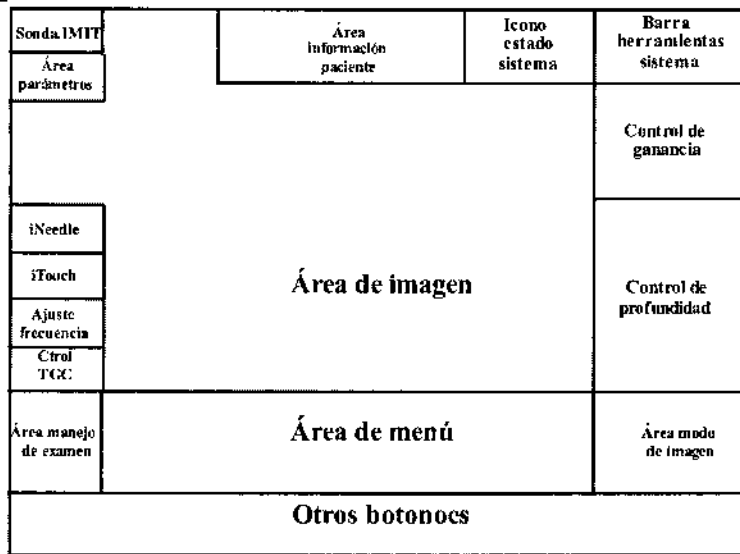 Sonda.IMIT
Área
parámetros
Área
información
paciente
Icono
estado
sistema
Barra
herramientas
sistema
Control de
ganancia
iNeedle
iTouch
Ajuste
frecuencia
Ctrol
TGC
Área de imagen
Control de
profundidad
Área manejo
de examen
Área de menú
Área modo
de imagen
Otros botonocs